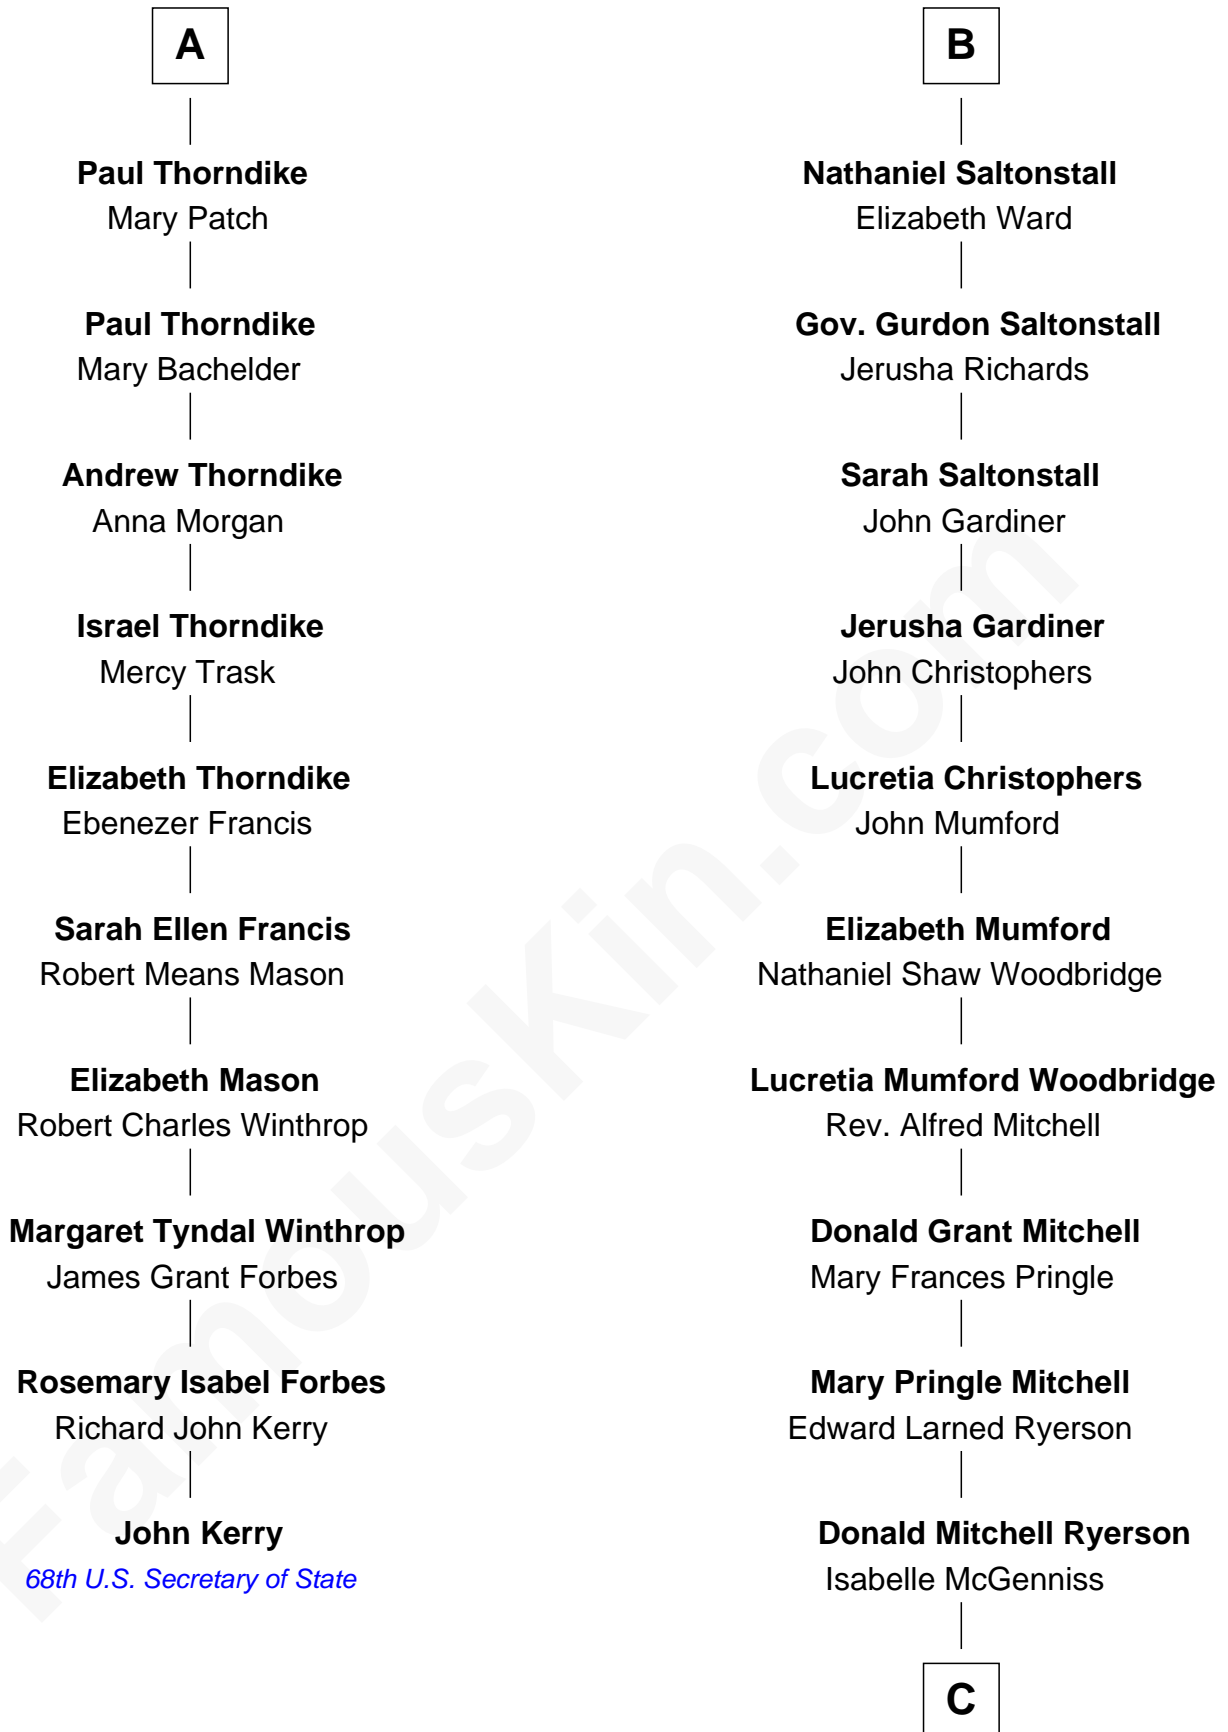 A
Paul Thorndike
Mary Patch
Paul Thorndike
Mary Bachelder
Andrew Thorndike
Anna Morgan
Israel Thorndike
Mercy Trask
Elizabeth Thorndike
Ebenezer Francis
Sarah Ellen Francis
Robert Means Mason
Elizabeth Mason
Robert Charles Winthrop
Margaret Tyndal Winthrop
James Grant Forbes
Rosemary Isabel Forbes
Richard John Kerry
John Kerry
68th U.S. Secretary of State
B
Nathaniel Saltonstall
Elizabeth Ward
Gov. Gurdon Saltonstall
Jerusha Richards
Sarah Saltonstall
John Gardiner
Jerusha Gardiner
John Christophers
Lucretia Christophers
John Mumford
Elizabeth Mumford
Nathaniel Shaw Woodbridge
Lucretia Mumford Woodbridge
Rev. Alfred Mitchell
Donald Grant Mitchell
Mary Frances Pringle
Mary Pringle Mitchell
Edward Larned Ryerson
Donald Mitchell Ryerson
Isabelle McGenniss
C
FamousKin.com